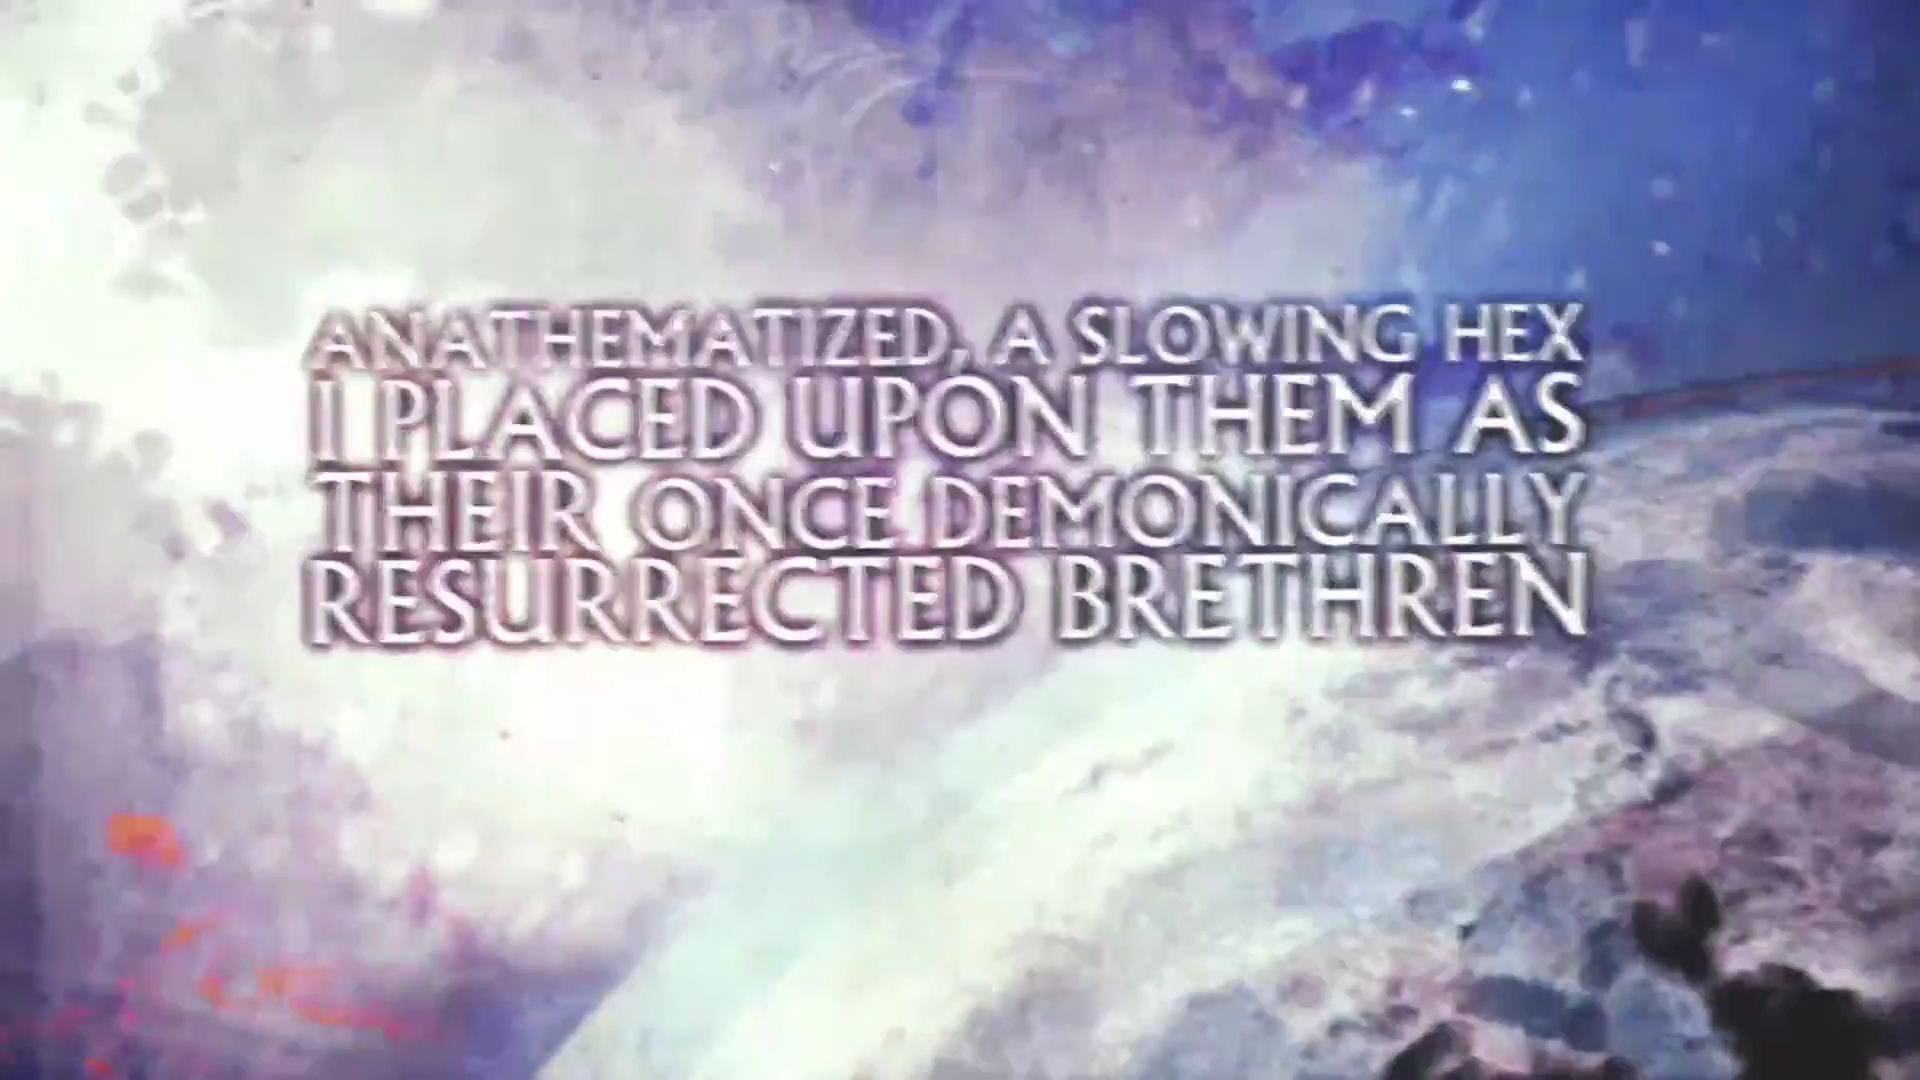 ANATHEMATIZED, A SLOWING HEX
I PLACED UPON THEM AS
THEIR ONCE DEMONICALLY
RESURRECTED BRETHREN